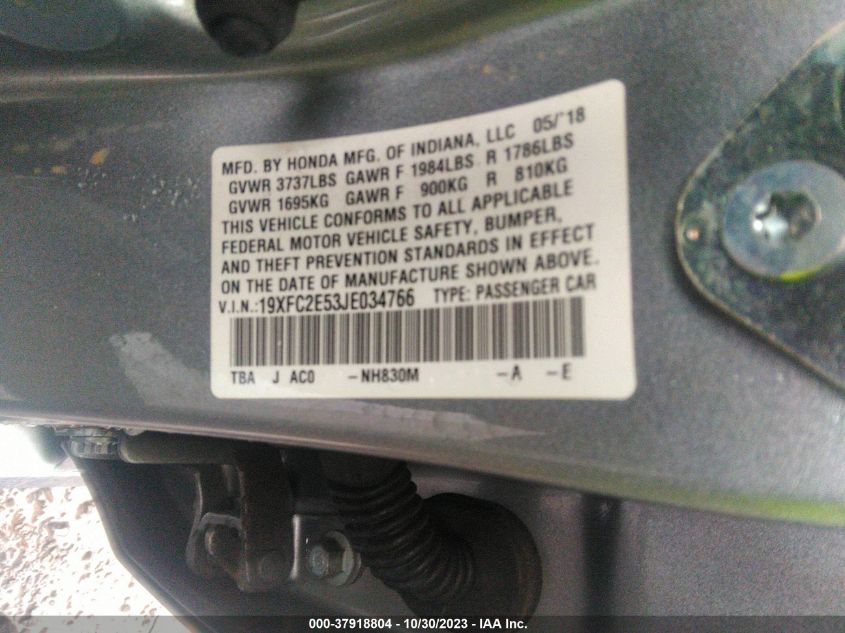 MFD. BY HONDA MFG. OF INDIANA, LLC 05/'18
GVWR 3737LBS GAWR F 1984LBS R 1786LBS
GVWR 1695KG GAWR F 900KG R 810KG
THIS VEHICLE CONFORMS TO ALL APPLICABLE
FEDERAL MOTOR VEHICLE SAFETY, BUMPER,
AND THEFT PREVENTION STANDARDS IN EFFECT
ON THE DATE OF MANUFACTURE SHOWN ABOVE.
V.I.N.:19XFC2E53JE034766 TYPE: PASSENGER CAR
TBA J AC0 -NH830M -A -E
000-37918804 - 10/30/2023 - IAA Inc.